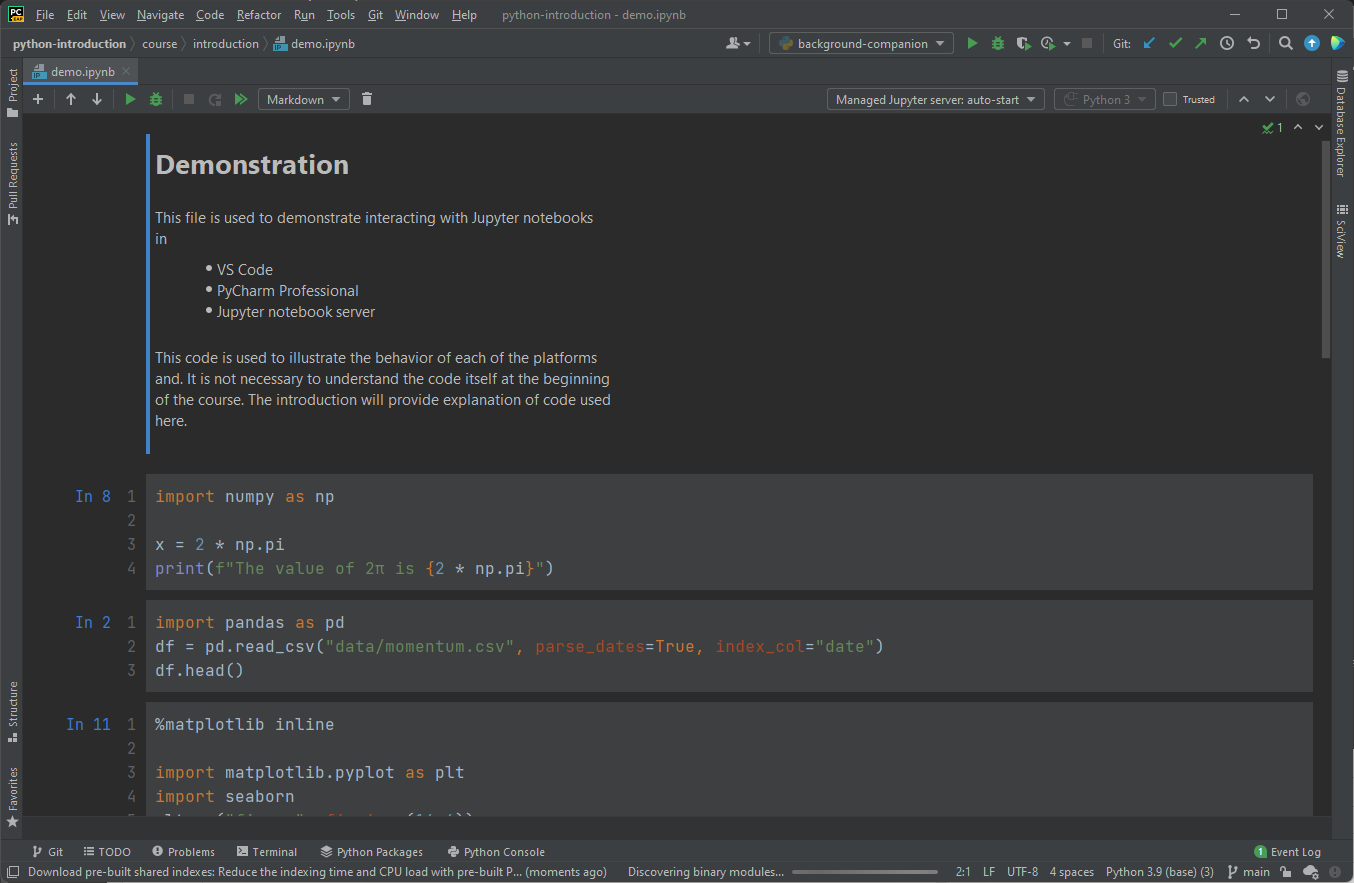 PC
EAP
File Edit View Navigate Code Refactor Run Tools Git Window Help python-introduction - demo.ipynb
python-introduction course introduction demo.ipynb background-companion Git:
demo.ipynb
Markdown Managed Jupyter server: auto-start Python 3 Trusted
1
Project
Pull Requests
Structure
Favorites
Database Explorer
SciView
Demonstration
This file is used to demonstrate interacting with Jupyter notebooks
in
• VS Code
• PyCharm Professional
• Jupyter notebook server
This code is used to illustrate the behavior of each of the platforms
and. It is not necessary to understand the code itself at the beginning
of the course. The introduction will provide explanation of code used
here.
In 8 1 import numpy as np
2
3 x = 2 * np.pi
4 print(f"The value of 2π is {2 * np.pi}")
In 2 1 import pandas as pd
2 df = pd.read_csv("data/momentum.csv", parse_dates=True, index_col="date")
3 df.head()
In 11 1 %matplotlib inline
2
3 import matplotlib.pyplot as plt
4 import seaborn
Git TODO Problems Terminal Python Packages Python Console 1 Event Log
Download pre-built shared indexes: Reduce the indexing time and CPU load with pre-built P... (moments ago) Discovering binary modules... 2:1 LF UTF-8 4 spaces Python 3.9 (base) (3) main